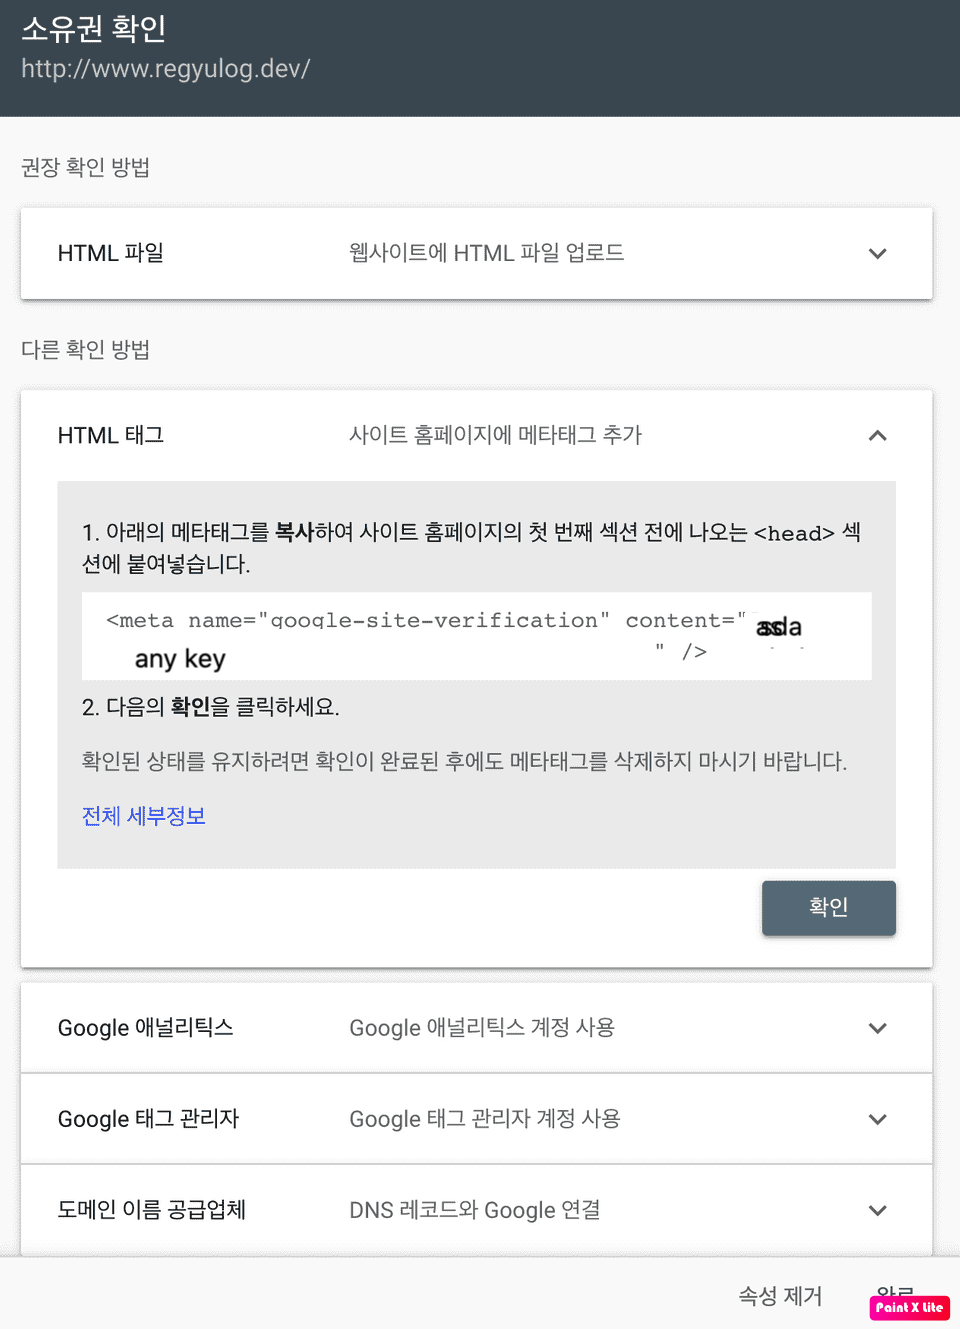 소유권 확인
http://www.regyulog.dev/
권장 확인 방법
HTML 파일 웹사이트에 HTML 파일 업로드
다른 확인 방법
HTML 태그 사이트 홈페이지에 메타태그 추가
1. 아래의 메타태그를 복사하여 사이트 홈페이지의 첫 번째 섹션 전에 나오는 <head> 섹
션에 붙여넣습니다.
<meta name="google-site-verification" content="
any key " />
2. 다음의 확인을 클릭하세요.
확인된 상태를 유지하려면 확인이 완료된 후에도 메타태그를 삭제하지 마시기 바랍니다.
전체 세부정보
확인
Google 애널리틱스 Google 애널리틱스 계정 사용
Google 태그 관리자 Google 태그 관리자 계정 사용
도메인 이름 공급업체 DNS 레코드와 Google 연결
속성 제거
Paint X Lite